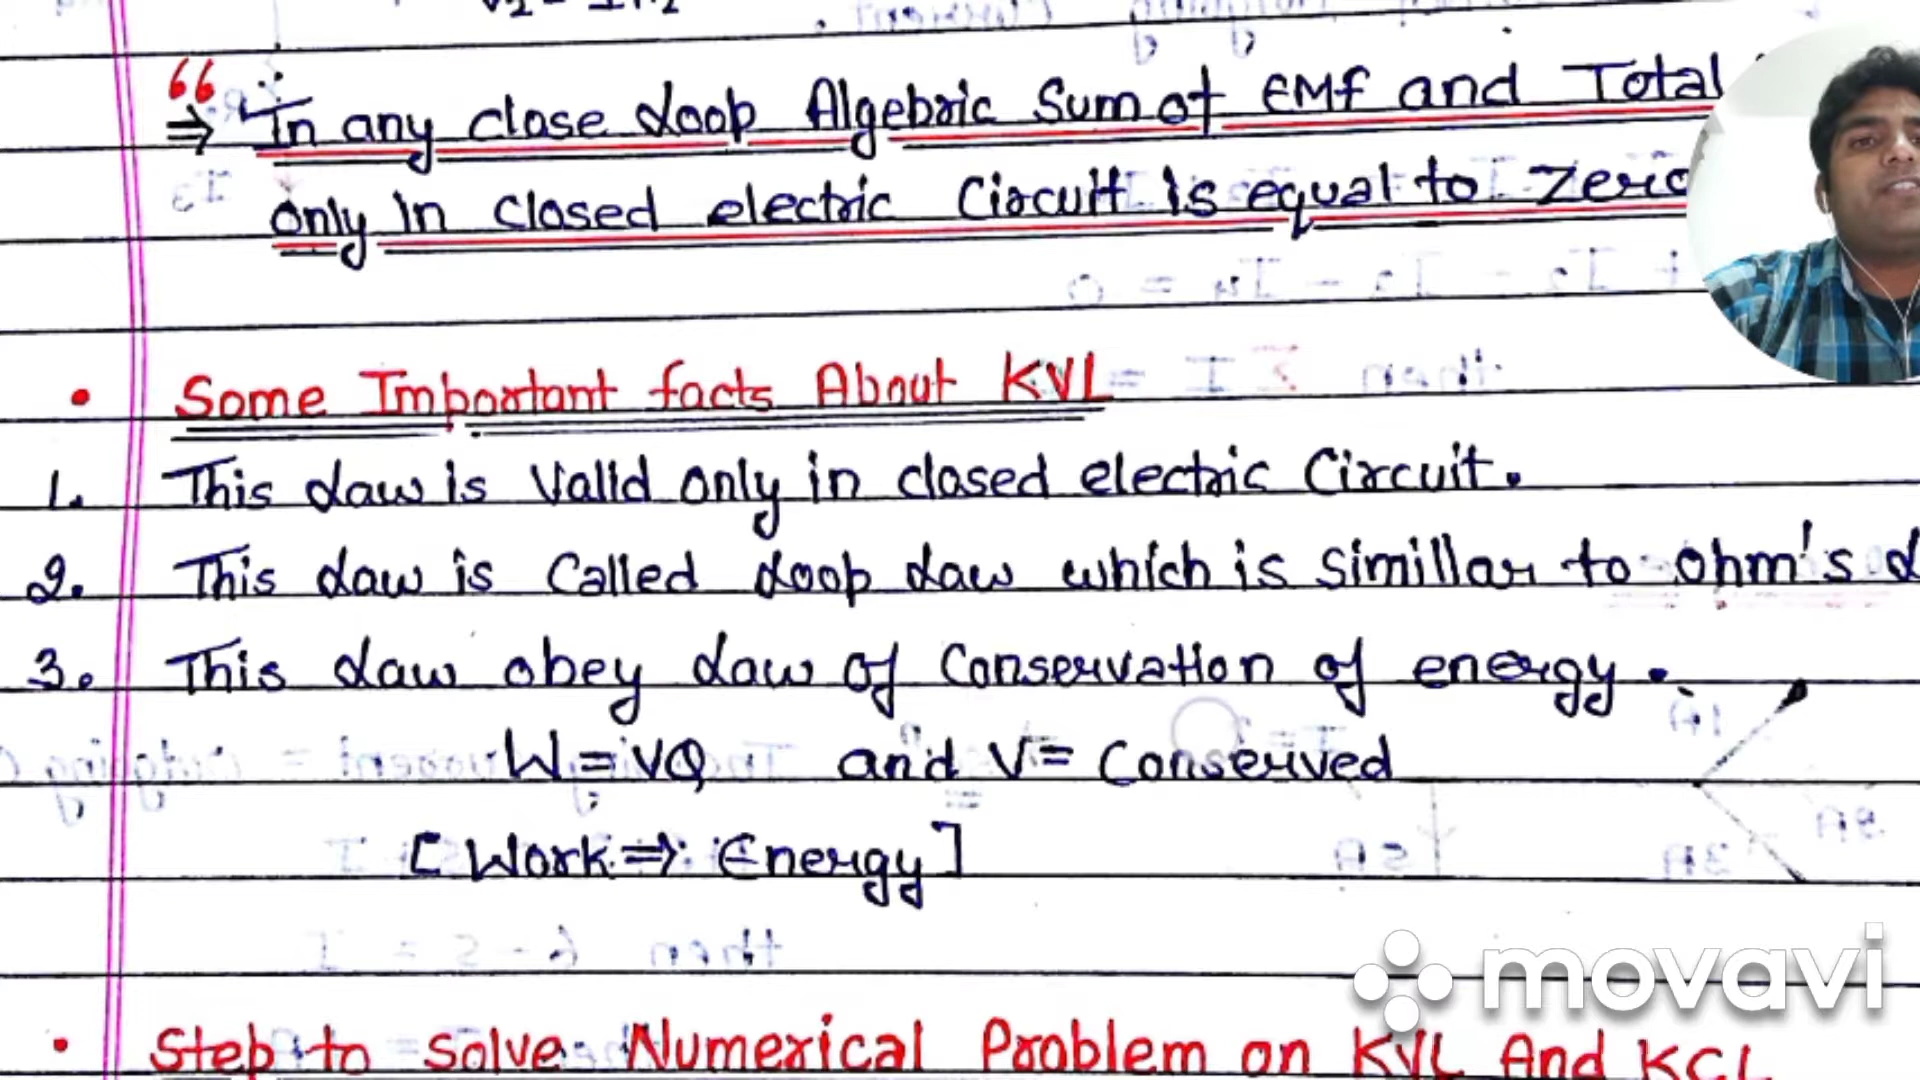 V2 = IR2
"⇒ In any close Loop Algebric Sum of EMf and Total
only in closed electric Circuit is equal to Zero
• Some Important facts About KVL
1. This Law is Valid only in closed electric Circuit.
2. This Law is Called Loop Law which is Simillar to ohm's L
3. This Law obey Law of Conservation of energy.
W = VQ and V = Conserved
[Work ⇒ Energy]
movavi
• Step to solve Numerical Problem on KVL And KCL